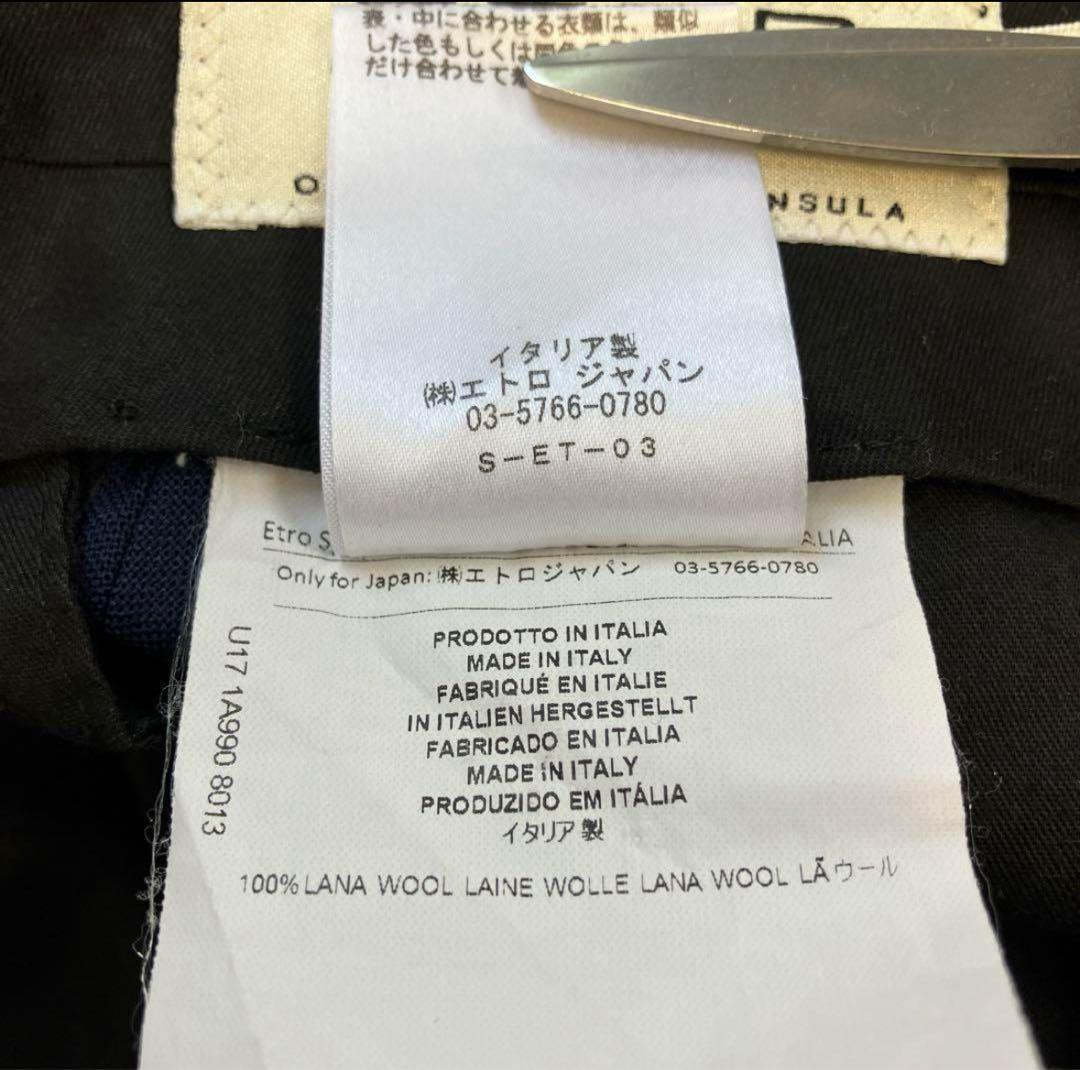 表・中に合わせる衣類は、類似
した色もしくは同色の
だけ合わせて
O
NSULA
イタリア製
㈱エトロ ジャパン
03-5766-0780
S-ET-03
Etro S
ALIA
Only for Japan: ㈱エトロジャパン 03-5766-0780
PRODOTTO IN ITALIA
MADE IN ITALY
FABRIQUÉ EN ITALIE
IN ITALIEN HERGESTELLT
FABRICADO EN ITALIA
MADE IN ITALY
PRODUZIDO EM ITÁLIA
イタリア製
100% LANA WOOL LAINE WOLLE LANA WOOL LÃ ウール
U17 1A990 8013